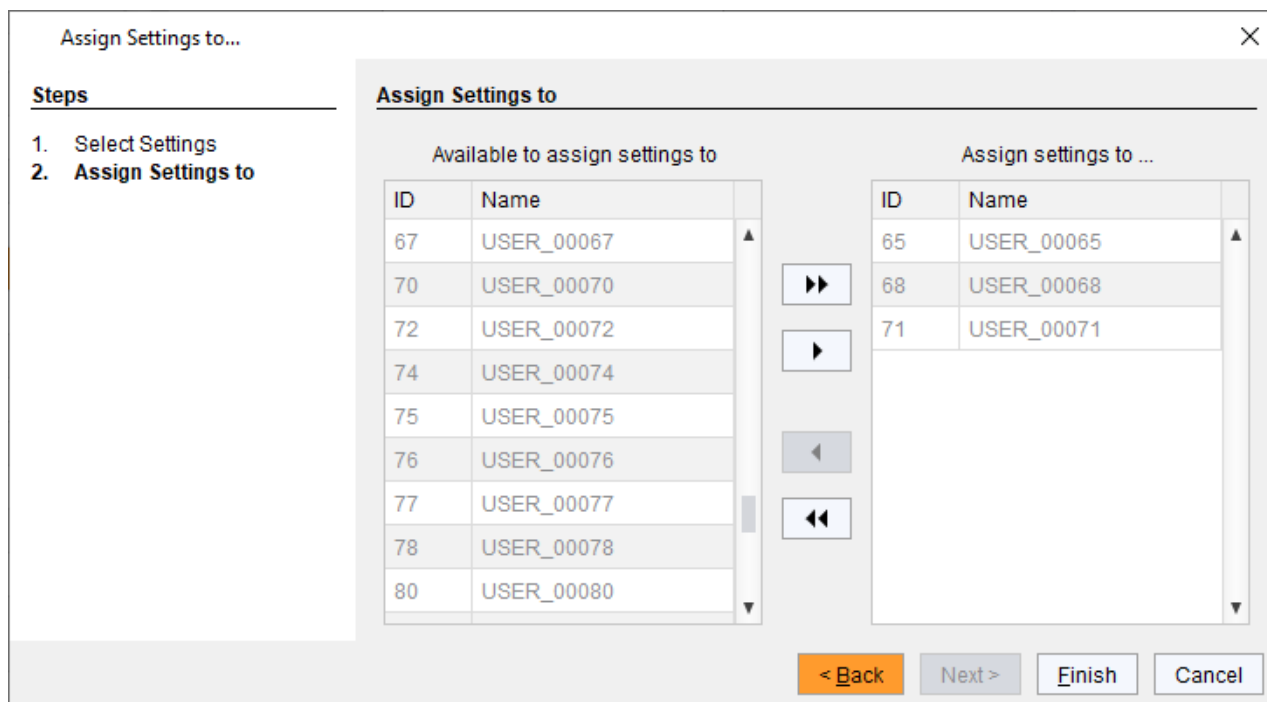 Assign Settings to...
Steps
1. Select Settings
2. Assign Settings to
Assign Settings to
Available to assign settings to
ID Name
67 USER_00067
70 USER_00070
72 USER_00072
74 USER_00074
75 USER_00075
76 USER_00076
77 USER_00077
78 USER_00078
80 USER_00080
Assign settings to ...
ID Name
65 USER_00065
68 USER_00068
71 USER_00071
< Back Next > Finish Cancel